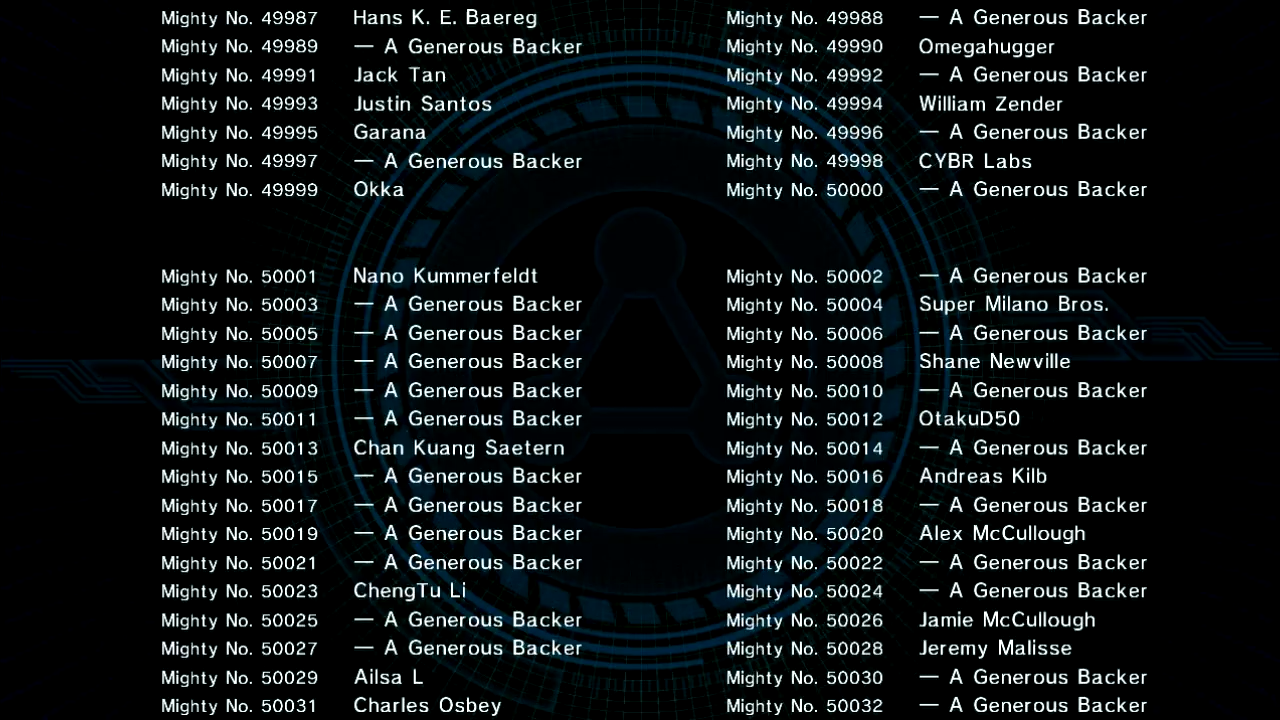 Mighty No. 49987 Hans K. E. Baereg Mighty No. 49988 — A Generous Backer
Mighty No. 49989 — A Generous Backer Mighty No. 49990 Omegahugger
Mighty No. 49991 Jack Tan Mighty No. 49992 — A Generous Backer
Mighty No. 49993 Justin Santos Mighty No. 49994 William Zender
Mighty No. 49995 Garana Mighty No. 49996 — A Generous Backer
Mighty No. 49997 — A Generous Backer Mighty No. 49998 CYBR Labs
Mighty No. 49999 Okka Mighty No. 50000 — A Generous Backer
Mighty No. 50001 Nano Kummerfeldt Mighty No. 50002 — A Generous Backer
Mighty No. 50003 — A Generous Backer Mighty No. 50004 Super Milano Bros.
Mighty No. 50005 — A Generous Backer Mighty No. 50006 — A Generous Backer
Mighty No. 50007 — A Generous Backer Mighty No. 50008 Shane Newville
Mighty No. 50009 — A Generous Backer Mighty No. 50010 — A Generous Backer
Mighty No. 50011 — A Generous Backer Mighty No. 50012 OtakuD50
Mighty No. 50013 Chan Kuang Saetern Mighty No. 50014 — A Generous Backer
Mighty No. 50015 — A Generous Backer Mighty No. 50016 Andreas Kilb
Mighty No. 50017 — A Generous Backer Mighty No. 50018 — A Generous Backer
Mighty No. 50019 — A Generous Backer Mighty No. 50020 Alex McCullough
Mighty No. 50021 — A Generous Backer Mighty No. 50022 — A Generous Backer
Mighty No. 50023 ChengTu Li Mighty No. 50024 — A Generous Backer
Mighty No. 50025 — A Generous Backer Mighty No. 50026 Jamie McCullough
Mighty No. 50027 — A Generous Backer Mighty No. 50028 Jeremy Malisse
Mighty No. 50029 Ailsa L Mighty No. 50030 — A Generous Backer
Mighty No. 50031 Charles Osbey Mighty No. 50032 — A Generous Backer